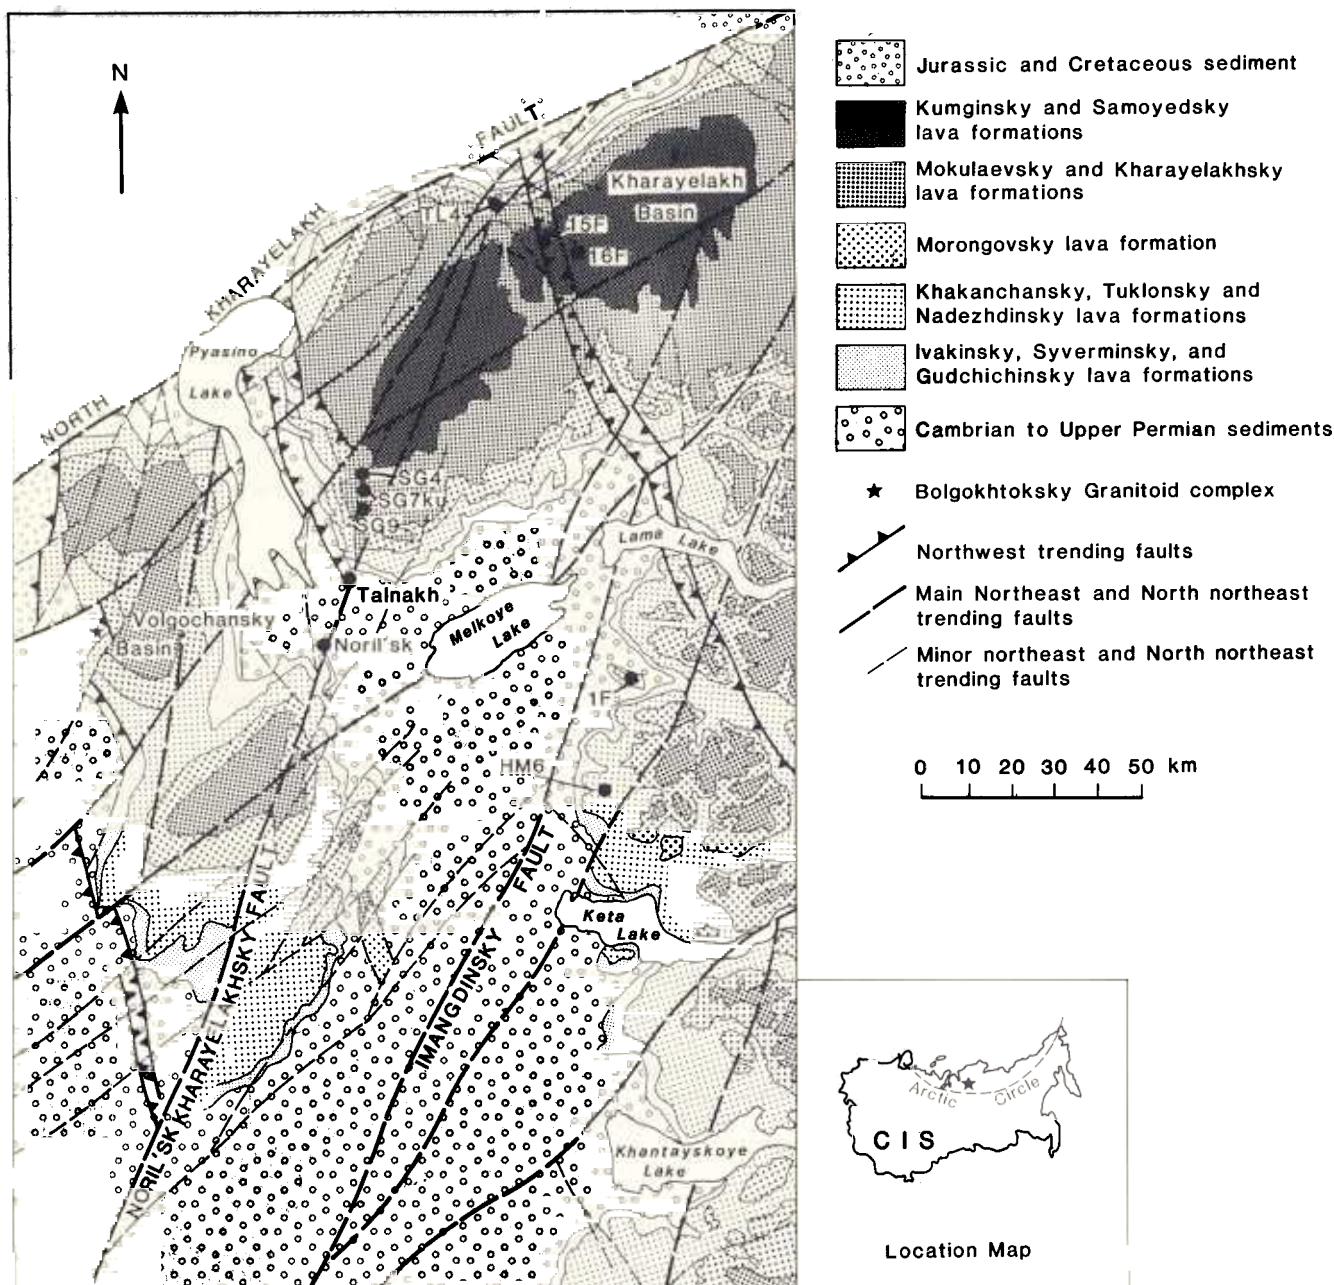 N
NORTH
KHARAYELAKH
FAULT
Kharayelakh
Basin
TL4
15F
16F
Pyasino
Lake
SG4
SG7ku
SG9
Lama Lake
Talnakh
Melkoye
Lake
Volgochansky
Basin
Noril'sk
1F
HM6
Keta
Lake
NORIL'SK KHARAYELAKHSKY FAULT
IMANGDINSKY FAULT
Khantayskoye
Lake
Jurassic and Cretaceous sediment
Kumginsky and Samoyedsky
lava formations
Mokulaevsky and Kharayelakhsky
lava formations
Morongovsky lava formation
Khakanchansky, Tuklonsky and
Nadezhdinsky lava formations
Ivakinsky, Syverminsky, and
Gudchichinsky lava formations
Cambrian to Upper Permian sediments
Bolgokhtoksky Granitoid complex
Northwest trending faults
Main Northeast and North northeast
trending faults
Minor northeast and North northeast
trending faults
0 10 20 30 40 50 km
Arctic Circle
CIS
Location Map